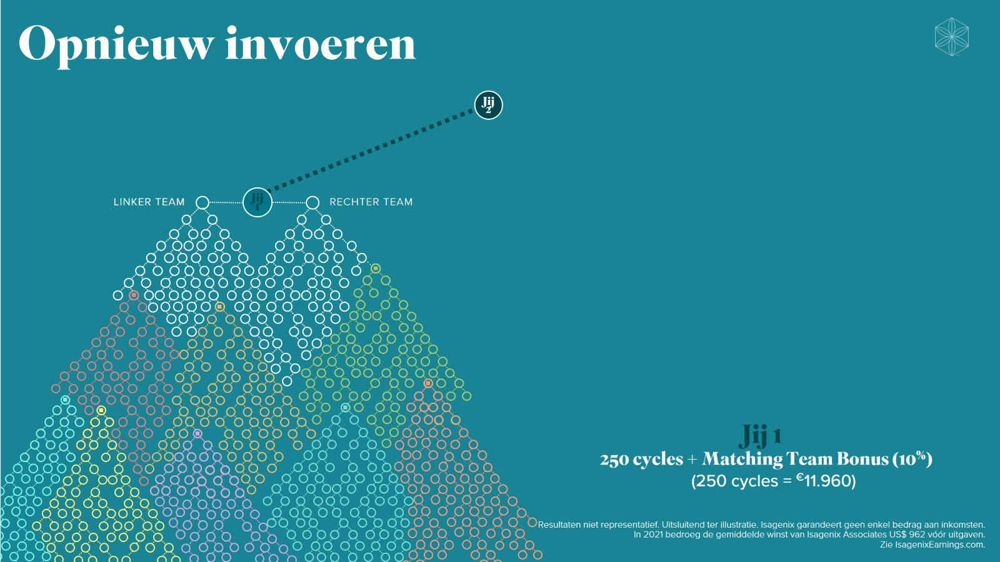 Opnieuw invoeren
Jij
2
LINKER TEAM
Jij
1
RECHTER TEAM
Jij 1
250 cycles + Matching Team Bonus (10%)
(250 cycles = €11.960)
Resultaten niet representatief. Uitsluitend ter illustratie. Isagenix garandeert geen enkel bedrag aan inkomsten.
In 2021 bedroeg de gemiddelde winst van Isagenix Associates US$ 962 vóór uitgaven.
Zie IsagenixEarnings.com.